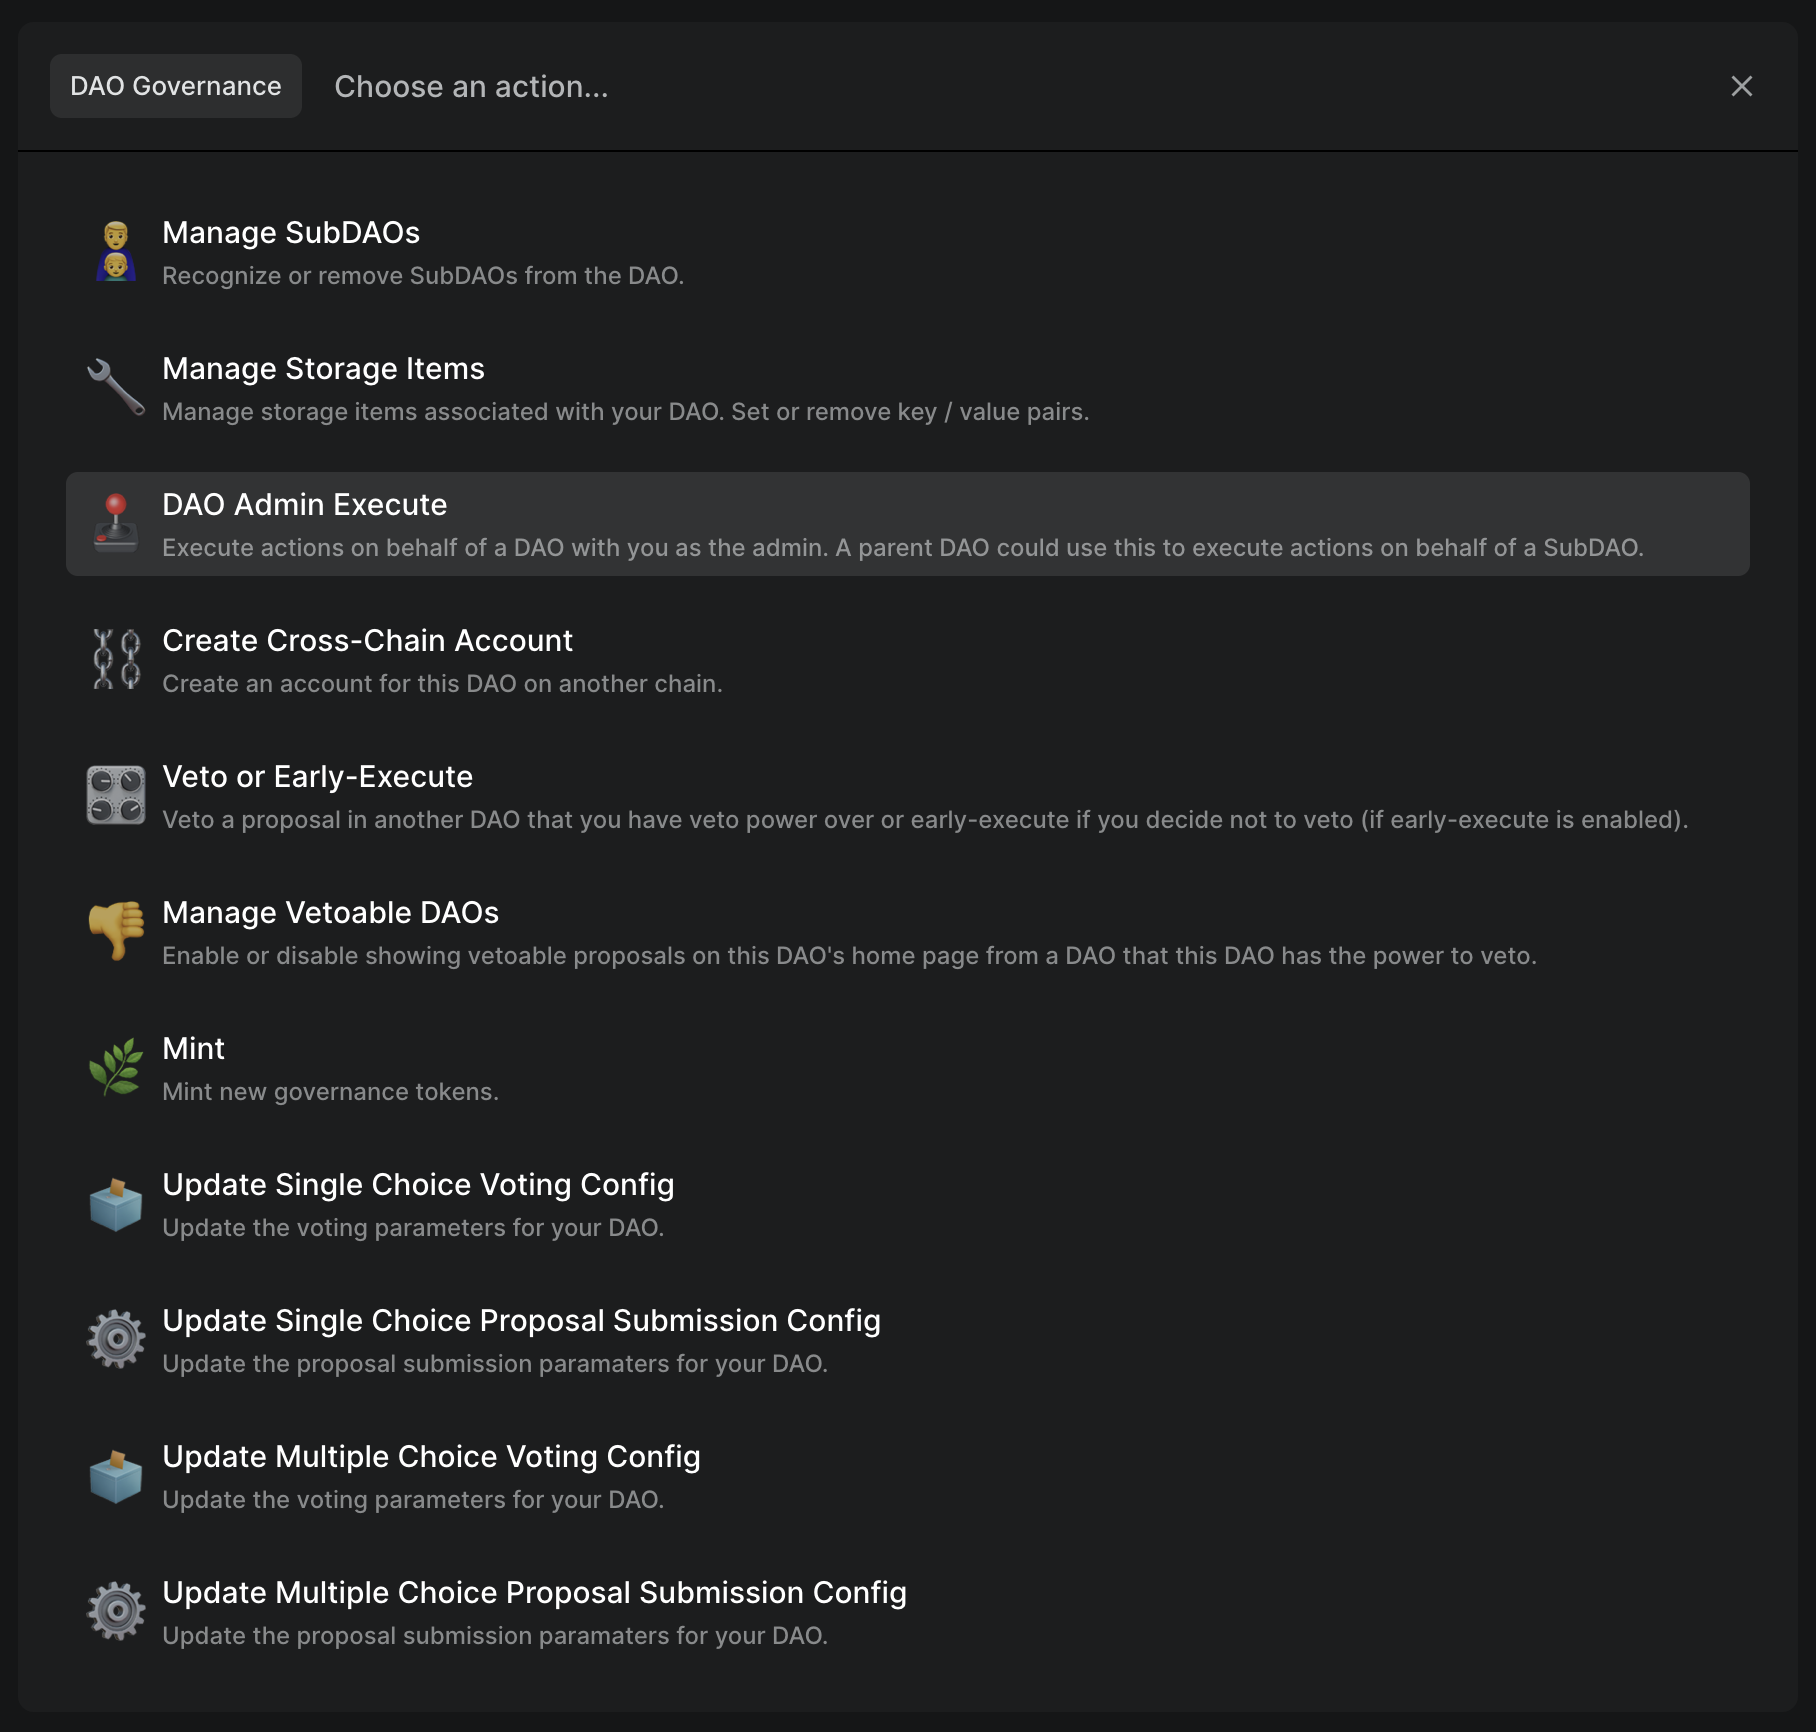 DAO Governance
Choose an action...
Manage SubDAOs
Recognize or remove SubDAOs from the DAO.
Manage Storage Items
Manage storage items associated with your DAO. Set or remove key / value pairs.
DAO Admin Execute
Execute actions on behalf of a DAO with you as the admin. A parent DAO could use this to execute actions on behalf of a SubDAO.
Create Cross-Chain Account
Create an account for this DAO on another chain.
Veto or Early-Execute
Veto a proposal in another DAO that you have veto power over or early-execute if you decide not to veto (if early-execute is enabled).
Manage Vetoable DAOs
Enable or disable showing vetoable proposals on this DAO's home page from a DAO that this DAO has the power to veto.
Mint
Mint new governance tokens.
Update Single Choice Voting Config
Update the voting parameters for your DAO.
Update Single Choice Proposal Submission Config
Update the proposal submission paramaters for your DAO.
Update Multiple Choice Voting Config
Update the voting parameters for your DAO.
Update Multiple Choice Proposal Submission Config
Update the proposal submission paramaters for your DAO.